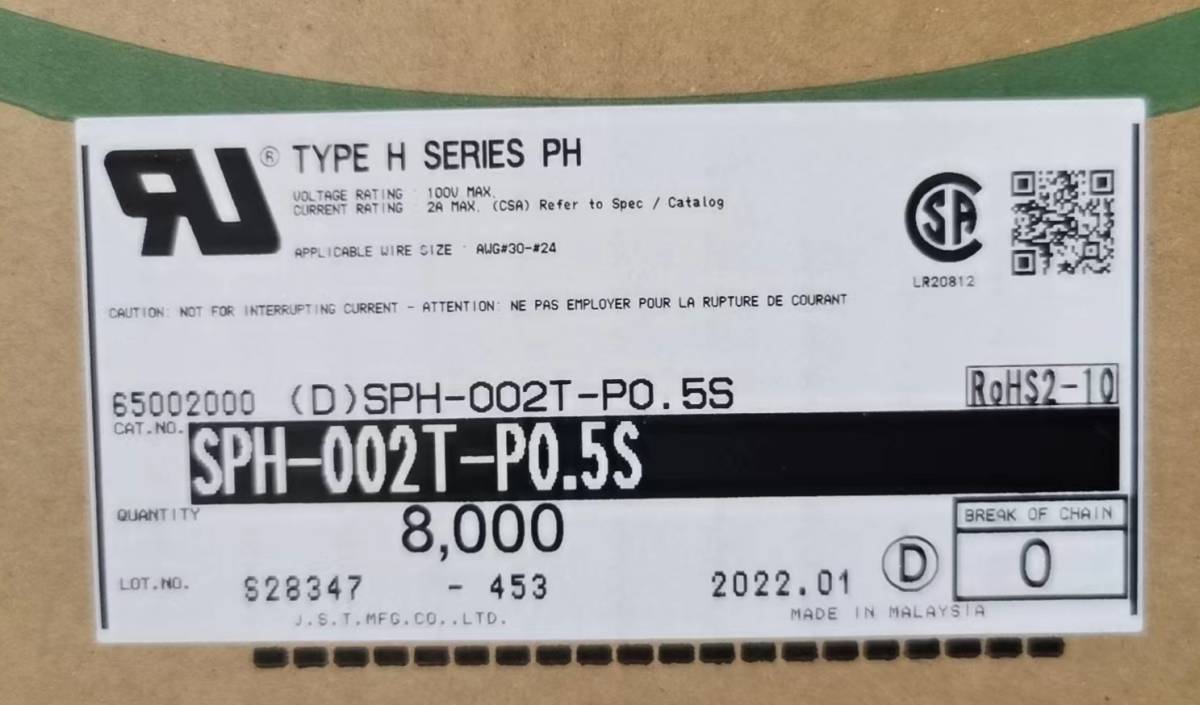 ® TYPE H SERIES PH
VOLTAGE RATING : 100V MAX.
CURRENT RATING : 2A MAX. (CSA) Refer to Spec / Catalog
APPLICABLE WIRE SIZE : AWG#30-#24
LR20812
CAUTION: NOT FOR INTERRUPTING CURRENT - ATTENTION: NE PAS EMPLOYER POUR LA RUPTURE DE COURANT
65002000 (D)SPH-002T-P0.5S RoHS2-10
CAT.NO. SPH-002T-P0.5S
QUANTITY 8,000
BREAK OF CHAIN
0
LOT.NO. S28347 - 453 2022.01 D
J.S.T.MFG.CO.,LTD. MADE IN MALAYSIA